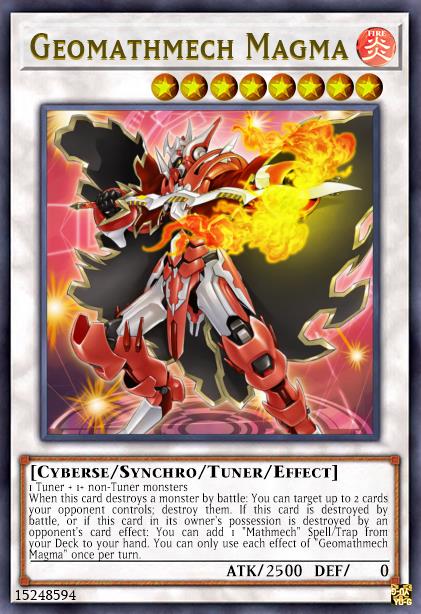 GEOMATHMECH MAGMA
FIRE
炎
[CYBERSE/SYNCHRO/TUNER/EFFECT]
1 Tuner + 1+ non-Tuner monsters
When this card destroys a monster by battle: You can target up to 2 cards
your opponent controls; destroy them. If this card is destroyed by
battle, or if this card in its owner's possession is destroyed by an
opponent's card effect: You can add 1 "Mathmech" Spell/Trap from
your Deck to your hand. You can only use each effect of "Geomathmech
Magma" once per turn.
ATK/2500 DEF/ 0
15248594